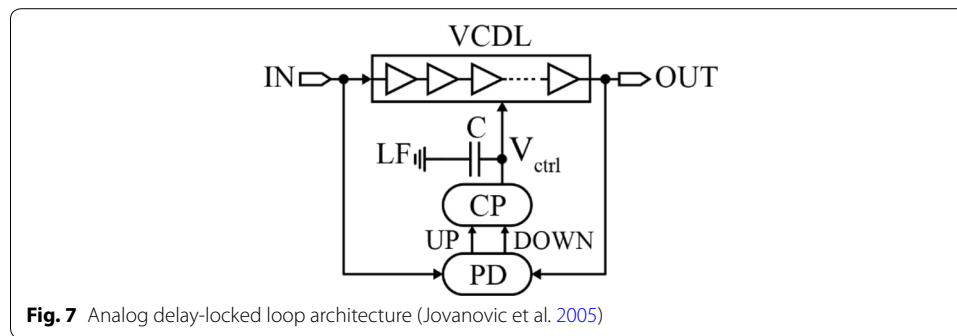 VCDL
IN
OUT
C
LF
V ctrl
CP
UP
DOWN
PD
Fig. 7 Analog delay-locked loop architecture (Jovanovic et al. 2005)